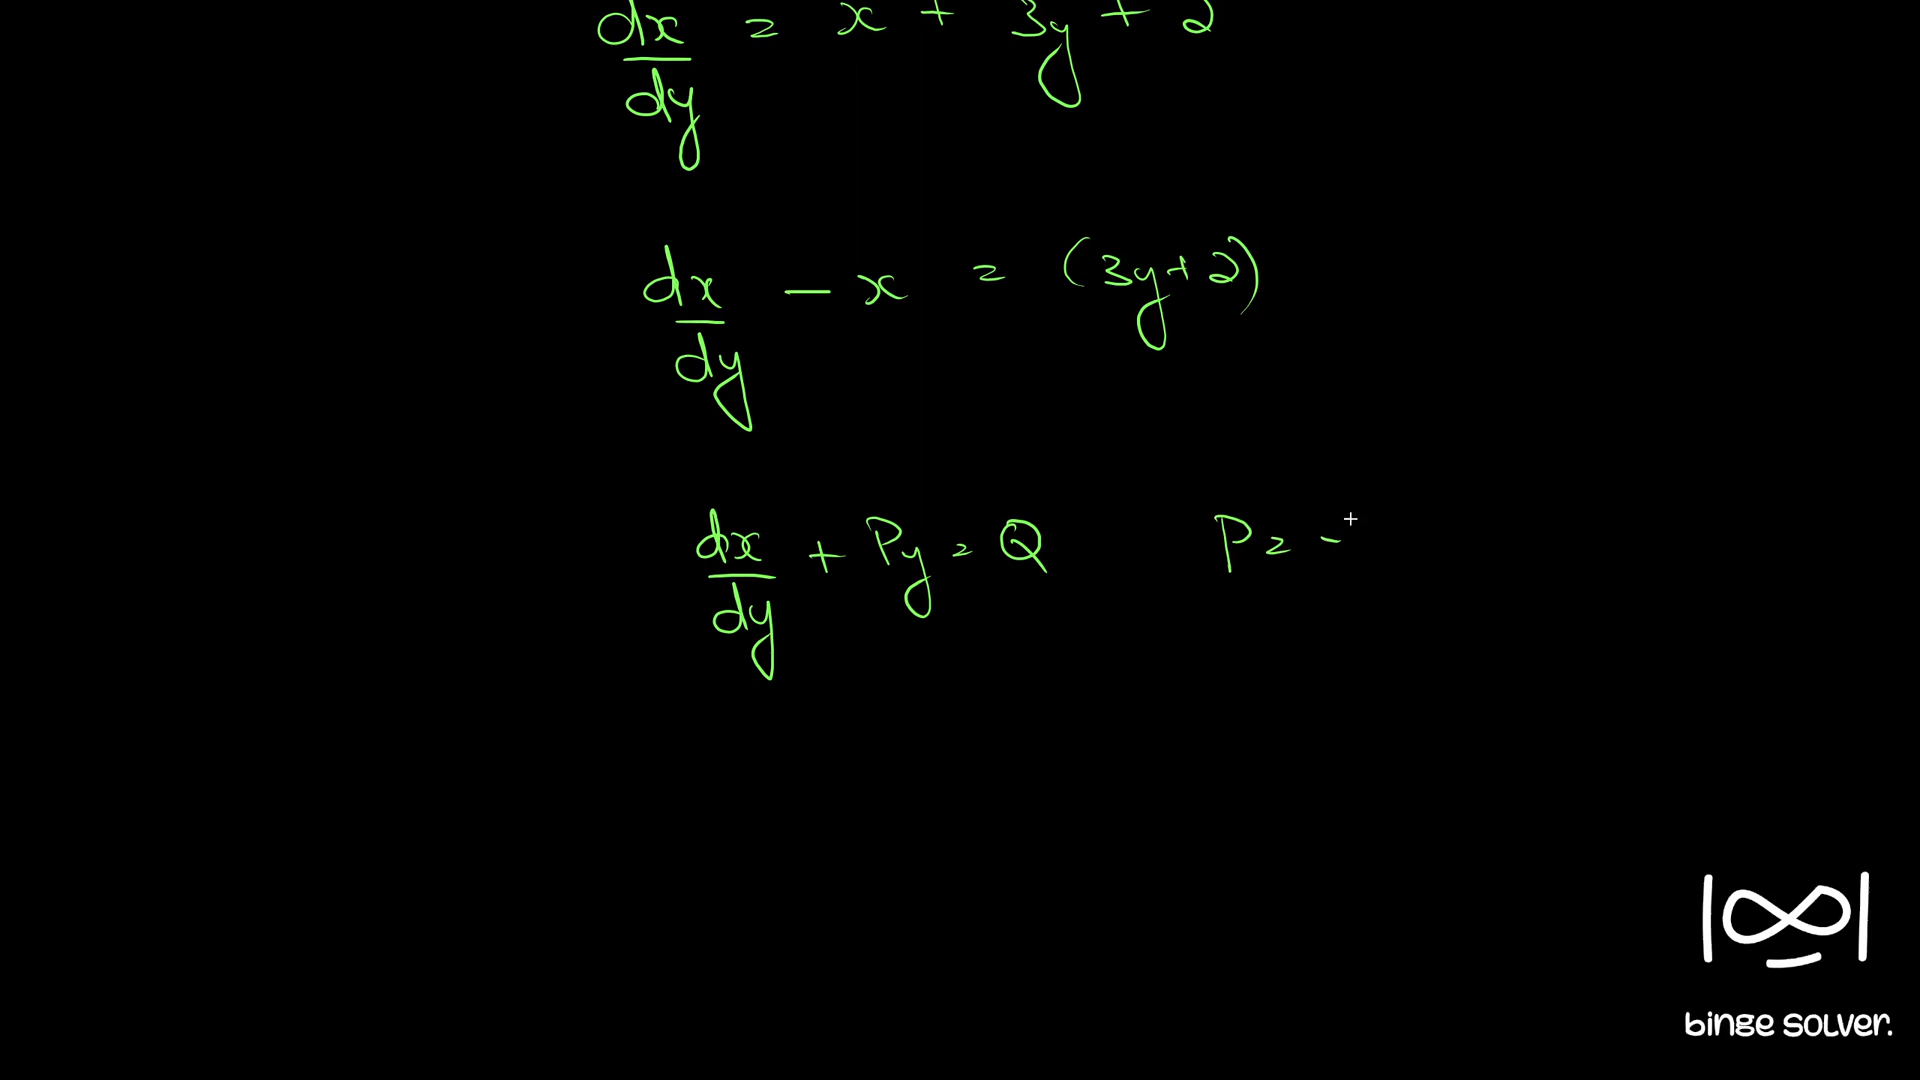 dx/dy = x + 3y + 2
dx/dy - x = (3y+2)
dx/dy + Py = Q P = -
binge solver.